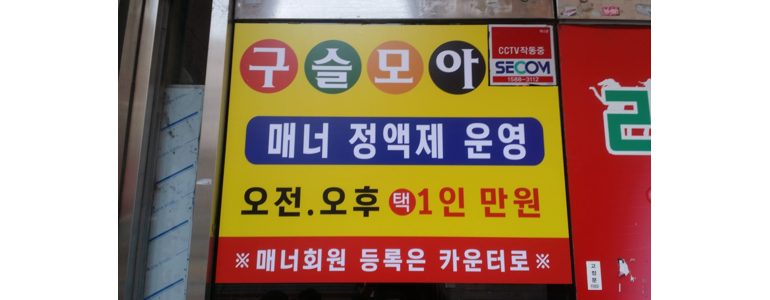 구슬모아
CCTV작동중
SECOM
1588-3112
매너 정액제 운영
오전.오후 택1인 만원
※매너회원 등록은 카운터로※